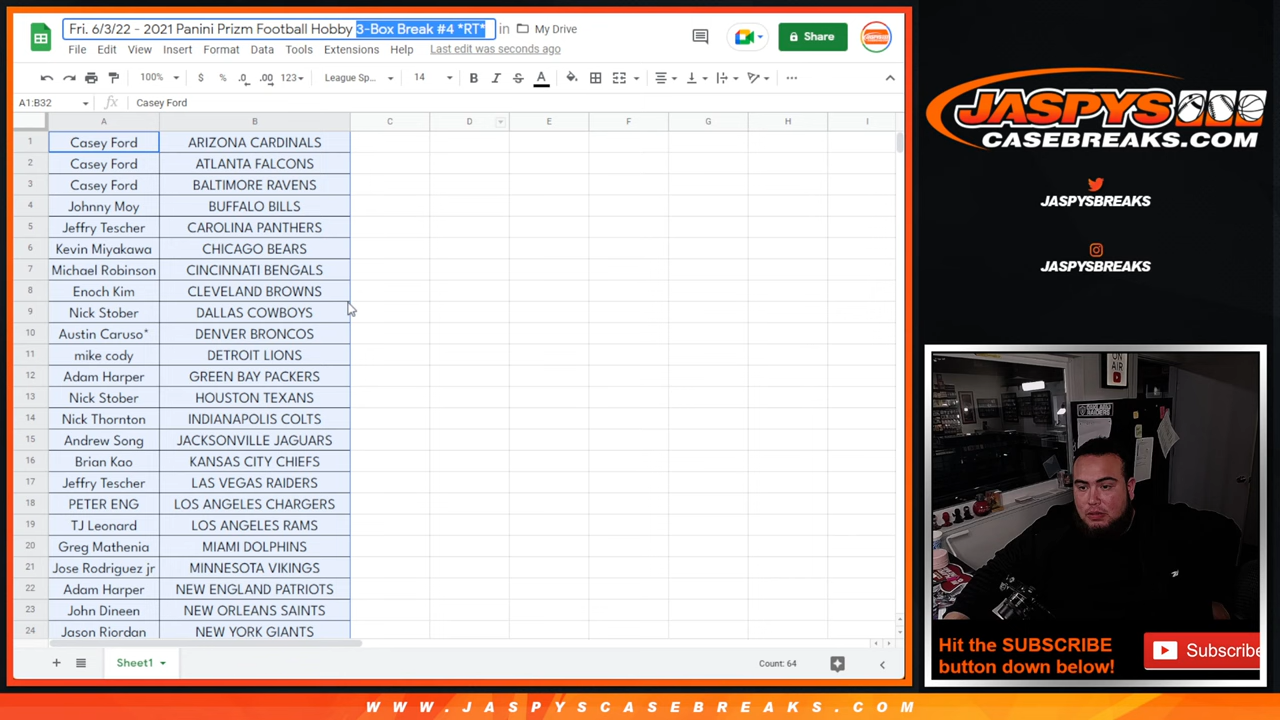 Fri. 6/3/22 - 2021 Panini Prizm Football Hobby 3-Box Break #4 *RT* in My Drive
File Edit View Insert Format Data Tools Extensions Help Last edit was seconds ago
Share
100% $ % .0 .00 123 League Sp... 14 B I S A
A1:B32 fx Casey Ford
A B C D E F G H I
1 Casey Ford ARIZONA CARDINALS
2 Casey Ford ATLANTA FALCONS
3 Casey Ford BALTIMORE RAVENS
4 Johnny Moy BUFFALO BILLS
5 Jeffry Tescher CAROLINA PANTHERS
6 Kevin Miyakawa CHICAGO BEARS
7 Michael Robinson CINCINNATI BENGALS
8 Enoch Kim CLEVELAND BROWNS
9 Nick Stober DALLAS COWBOYS
10 Austin Caruso* DENVER BRONCOS
11 mike cody DETROIT LIONS
12 Adam Harper GREEN BAY PACKERS
13 Nick Stober HOUSTON TEXANS
14 Nick Thornton INDIANAPOLIS COLTS
15 Andrew Song JACKSONVILLE JAGUARS
16 Brian Kao KANSAS CITY CHIEFS
17 Jeffry Tescher LAS VEGAS RAIDERS
18 PETER ENG LOS ANGELES CHARGERS
19 TJ Leonard LOS ANGELES RAMS
20 Greg Mathenia MIAMI DOLPHINS
21 Jose Rodriguez jr MINNESOTA VIKINGS
22 Adam Harper NEW ENGLAND PATRIOTS
23 John Dineen NEW ORLEANS SAINTS
24 Jason Riordan NEW YORK GIANTS
Sheet1
Count: 64
JASPYS
CASEBREAKS.COM
JASPYSBREAKS
JASPYSBREAKS
ON AIR
RAIDERS
Hit the SUBSCRIBE
button down below!
Subscribe
WWW.JASPYSCASEBREAKS.COM